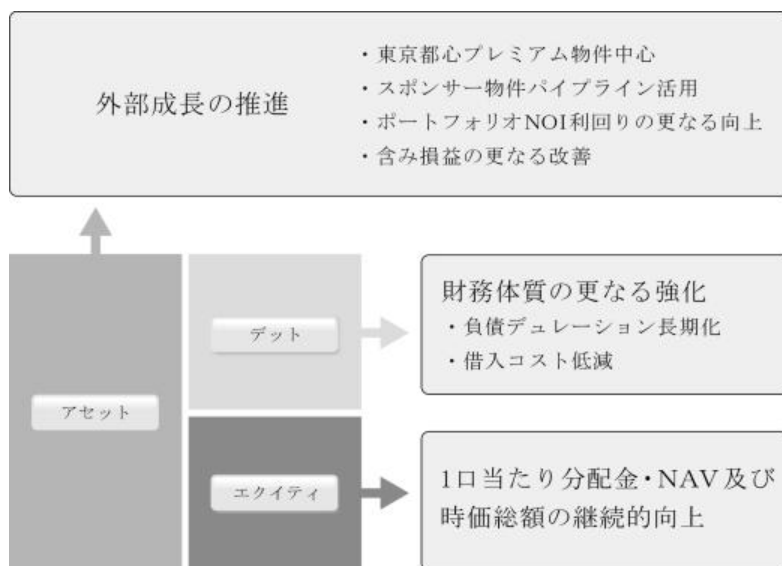 外部成長の推進
・東京都心プレミアム物件中心
・スポンサー物件パイプライン活用
・ポートフォリオNOI利回りの更なる向上
・含み損益の更なる改善
アセット
デット
財務体質の更なる強化
・負債デュレーション長期化
・借入コスト低減
エクイティ
1口当たり分配金・NAV及び
時価総額の継続的向上